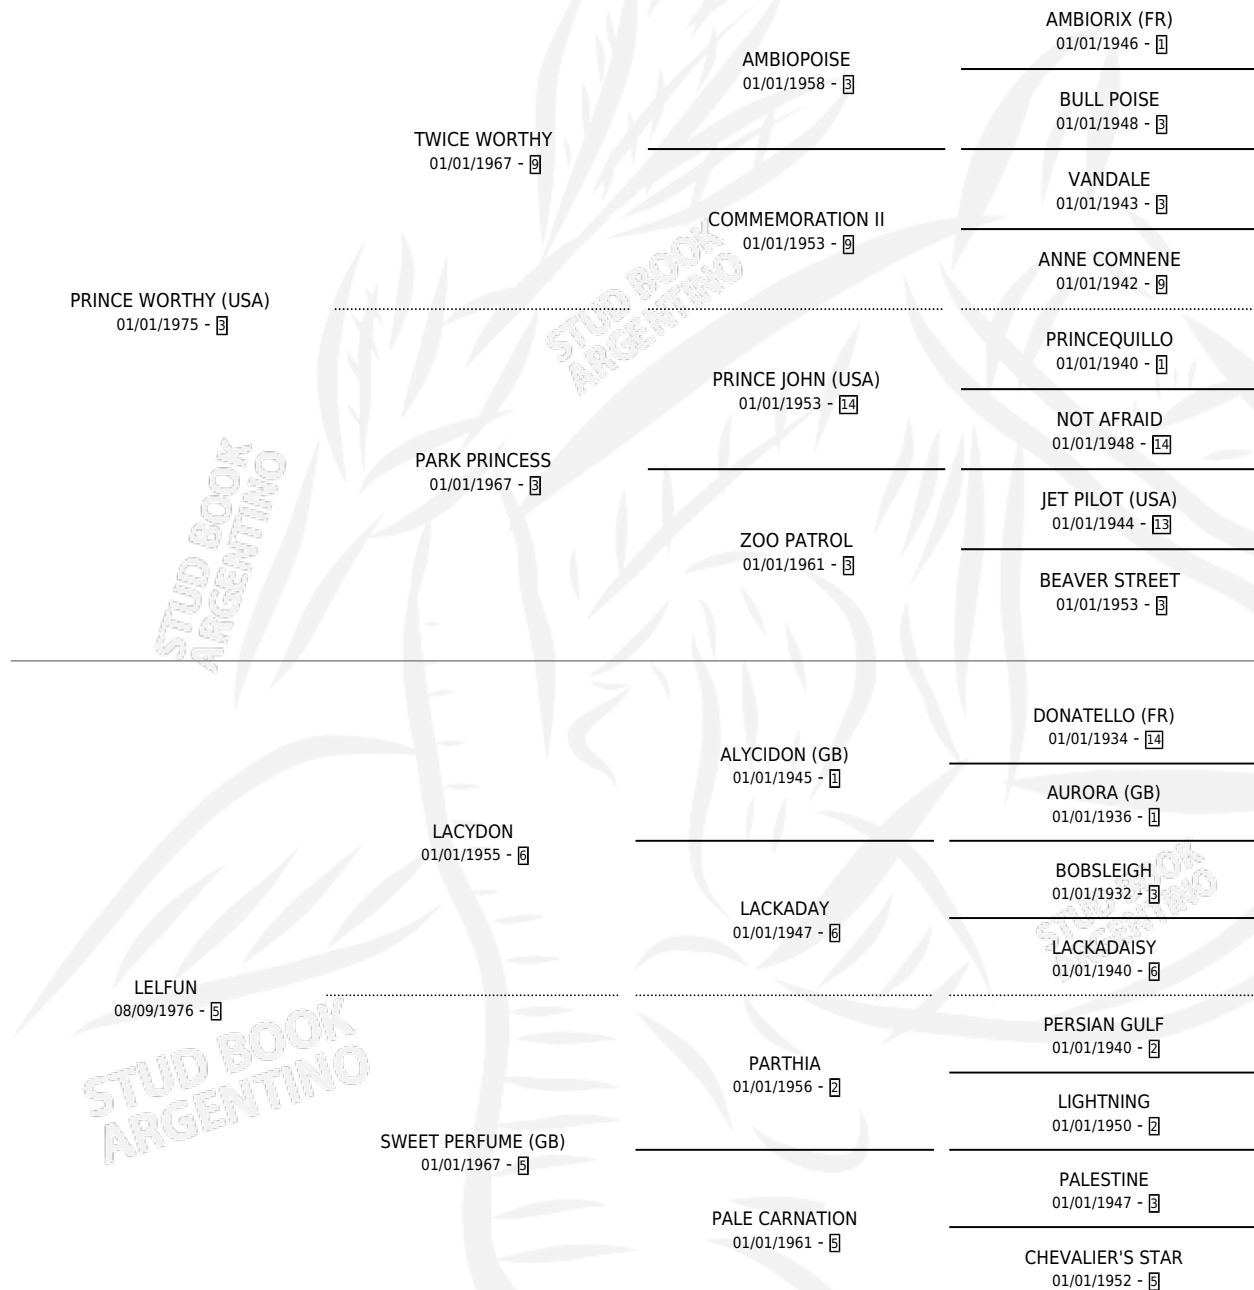 AMBIORIX (FR)
01/01/1946 - 1
AMBIOPOISE
01/01/1958 - 3
BULL POISE
01/01/1948 - 3
TWICE WORTHY
01/01/1967 - 9
VANDALE
01/01/1943 - 3
COMMEMORATION II
01/01/1953 - 9
ANNE COMNENE
01/01/1942 - 9
PRINCE WORTHY (USA)
01/01/1975 - 3
PRINCEQUILLO
01/01/1940 - 1
PRINCE JOHN (USA)
01/01/1953 - 14
NOT AFRAID
01/01/1948 - 14
PARK PRINCESS
01/01/1967 - 3
JET PILOT (USA)
01/01/1944 - 13
ZOO PATROL
01/01/1961 - 3
BEAVER STREET
01/01/1953 - 3
DONATELLO (FR)
01/01/1934 - 14
ALYCIDON (GB)
01/01/1945 - 1
AURORA (GB)
01/01/1936 - 1
LACYDON
01/01/1955 - 6
BOBSLEIGH
01/01/1932 - 3
LACKADAY
01/01/1947 - 6
LACKADAISY
01/01/1940 - 6
LELFUN
08/09/1976 - 5
PERSIAN GULF
01/01/1940 - 2
PARTHIA
01/01/1956 - 2
LIGHTNING
01/01/1950 - 2
SWEET PERFUME (GB)
01/01/1967 - 5
PALESTINE
01/01/1947 - 3
PALE CARNATION
01/01/1961 - 5
CHEVALIER'S STAR
01/01/1952 - 5
STUD BOOK
ARGENTINO
STUD BOOK
ARGENTINO
STUD BOOK
ARGENTINO
STUD BOOK
ARGENTINO